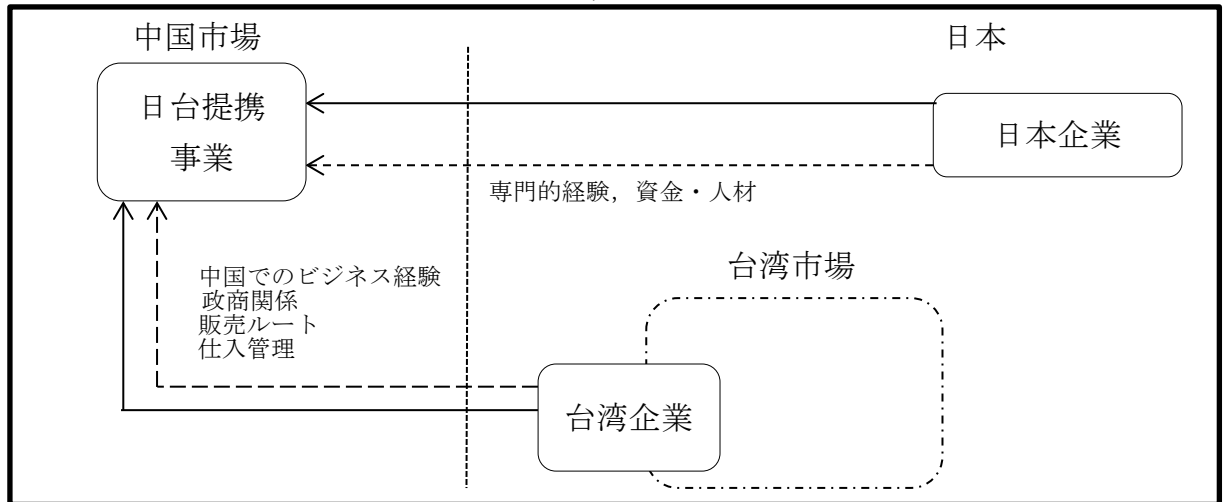 中国市場
日本
日台提携
事業
日本企業
専門的経験，資金・人材
中国でのビジネス経験
政商関係
販売ルート
仕入管理
台湾市場
台湾企業